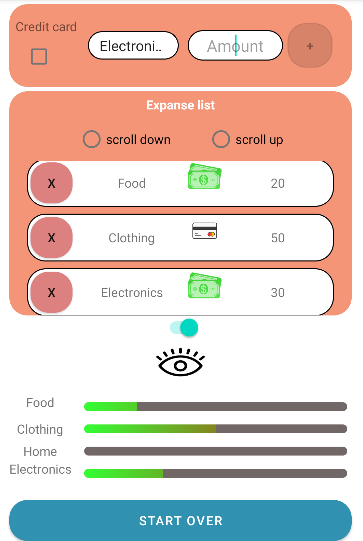 Credit card
Electroni..
Amount
+
Expanse list
scroll down
scroll up
X Food 20
X Clothing 50
X Electronics 30
Food
Clothing
Home
Electronics
START OVER